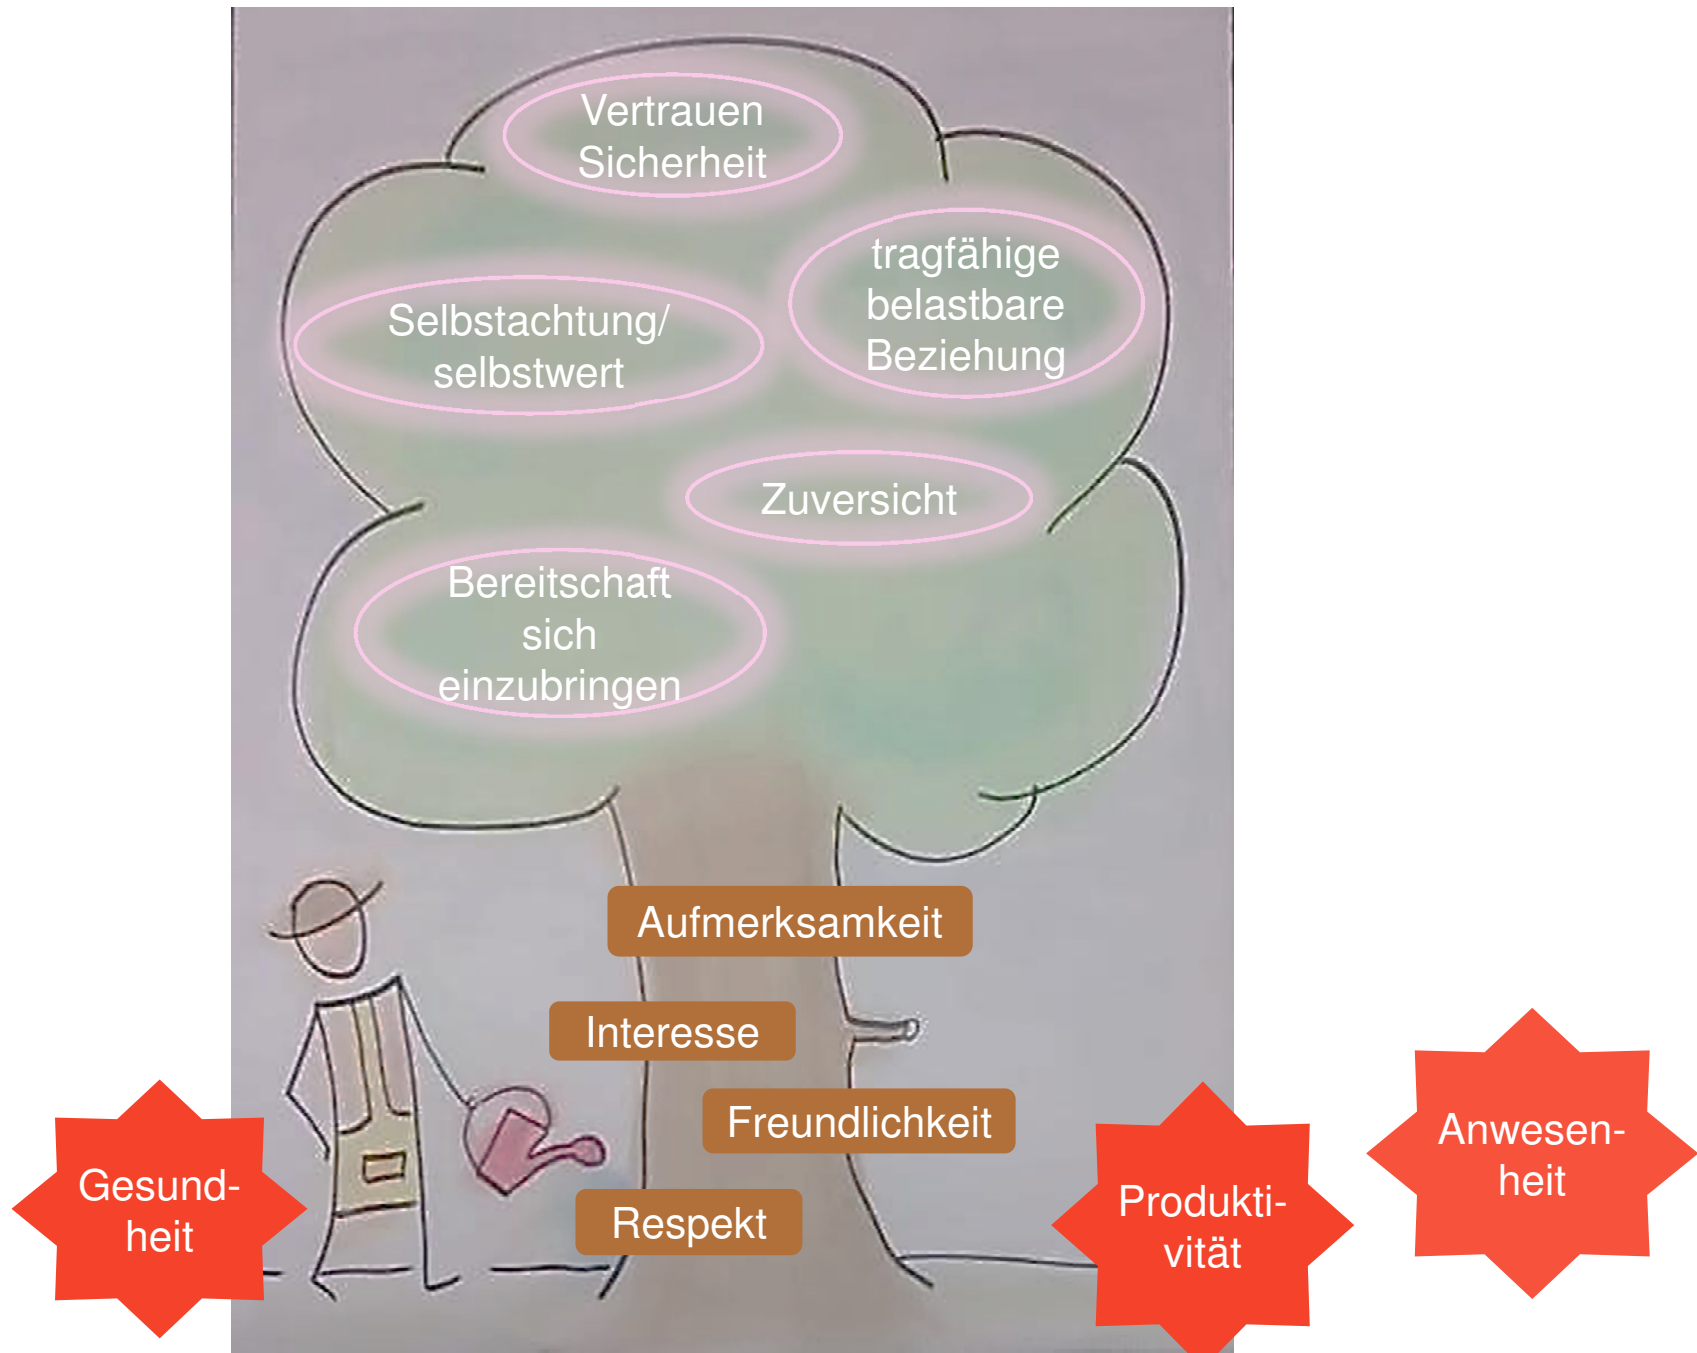 Vertrauen
Sicherheit
tragfähige
belastbare
Beziehung
Selbstachtung/
selbstwert
Zuversicht
Bereitschaft
sich
einzubringen
Aufmerksamkeit
Interesse
Freundlichkeit
Respekt
Gesund-
heit
Produkti-
vität
Anwesen-
heit